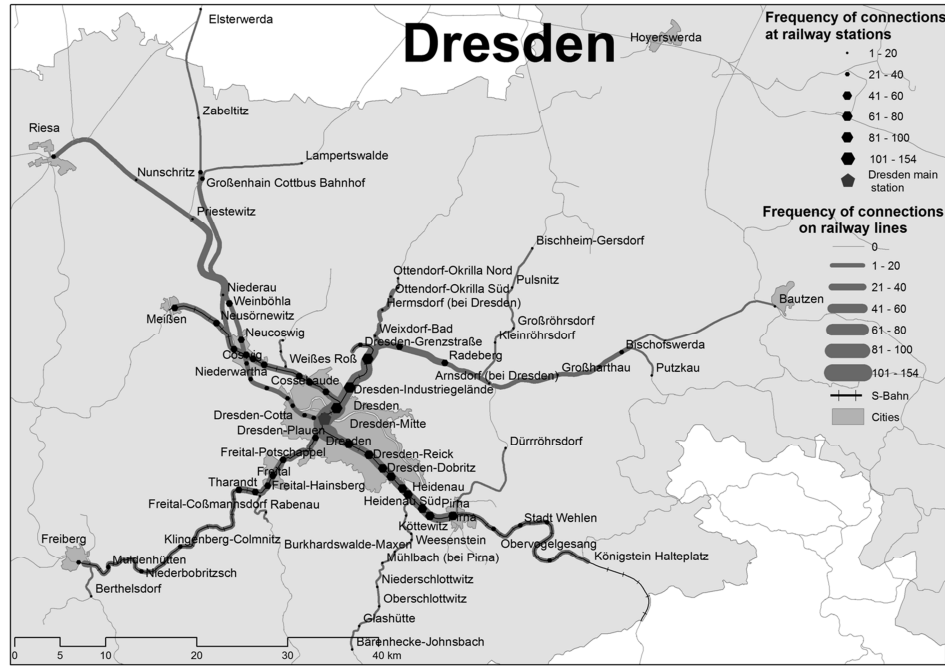 Dresden
Frequency of connections
at railway stations
1 - 20
21 - 40
41 - 60
61 - 80
81 - 100
101 - 154
Dresden main
station
Frequency of connections
on railway lines
0
1 - 20
21 - 40
41 - 60
61 - 80
81 - 100
101 - 154
S-Bahn
Cities
Elsterwerda
Hoyerswerda
Zabeltitz
Riesa
Lampertswalde
Nunschritz
Großenhain Cottbus Bahnhof
Priestewitz
Bischheim-Gersdorf
Ottendorf-Okrilla Nord
Pulsnitz
Niederau
Ottendorf-Okrilla Süd
Bautzen
Weinböhla
Hermsdorf (bei Dresden)
Meißen
Neusörnewitz
Großröhrsdorf
Neucoswig
Weixdorf-Bad
Kleinröhrsdorf
Dresden-Grenzstraße
Bischofswerda
Coswig
Weißes Roß
Radeberg
Niederwartha
Großharthau
Putzkau
Cossebaude
Arnsdorf (bei Dresden)
Dresden-Industriegelände
Dresden
Dresden-Cotta
Dresden-Mitte
Dresden-Plauen
Dresden
Dürrröhrsdorf
Freital-Potschappel
Dresden-Reick
Dresden-Dobritz
Freital
Tharandt
Freital-Hainsberg
Heidenau
Freital-Coßmannsdorf
Rabenau
Heidenau Süd
Pirna
Pirna
Stadt Wehlen
Köttewitz
Freiberg
Klingenberg-Colmnitz
Weesenstein
Burkhardswalde-Maxen
Obervogelgesang
Königstein Halteplatz
Muldenhütten
Mühlbach (bei Pirna)
Niederbobritzsch
Niederschlottwitz
Berthelsdorf
Oberschlottwitz
Glashütte
Bärenhecke-Johnsbach
0 5 10 20 30 40 km